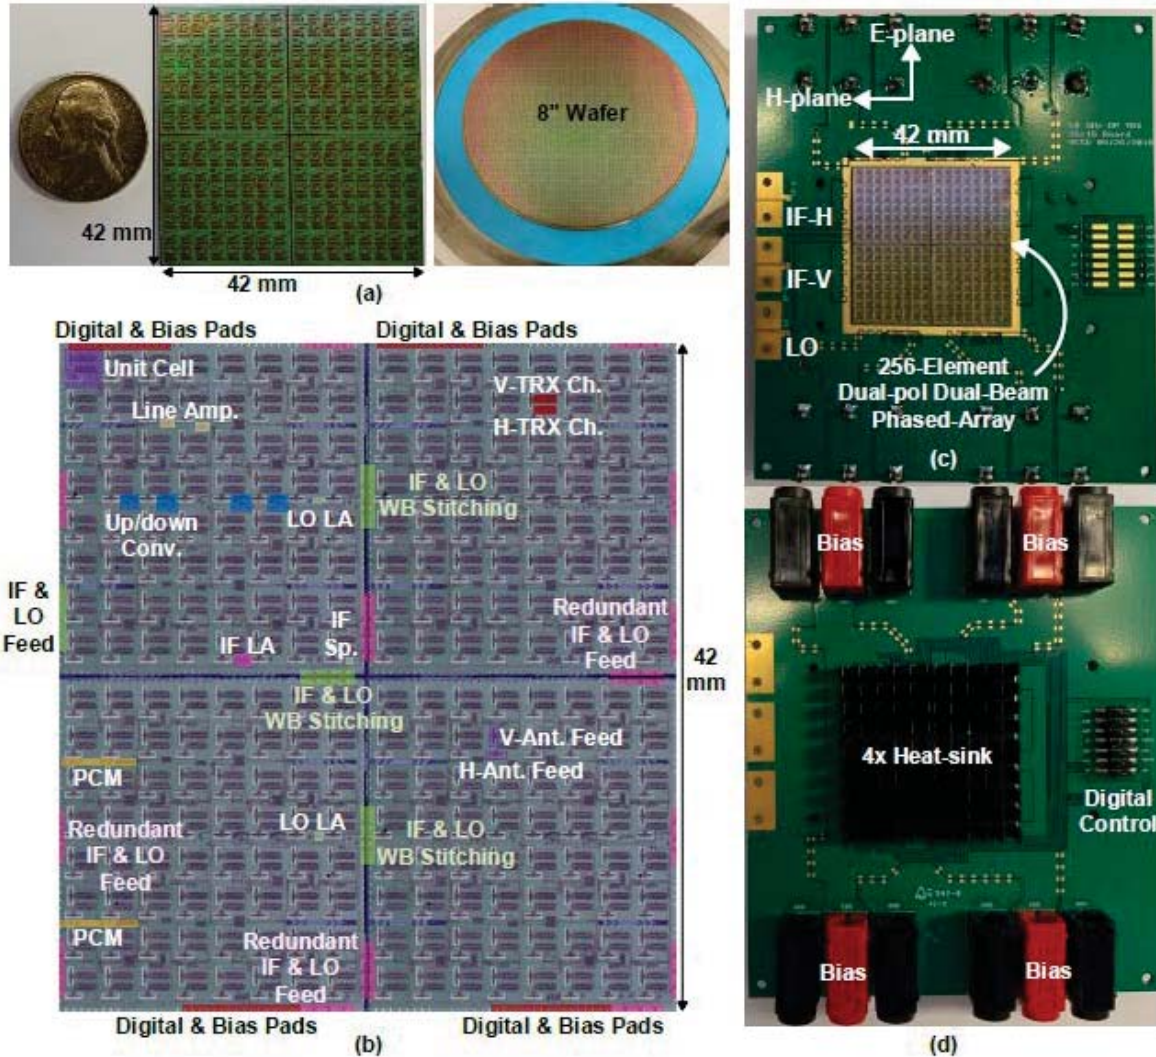 8" Wafer
42 mm
42 mm
(a)
E-plane
H-plane
42 mm
IF-H
IF-V
LO
256-Element
Dual-pol Dual-Beam
Phased-Array
(c)
Digital & Bias Pads
Digital & Bias Pads
Unit Cell
Line Amp.
V-TRX Ch.
H-TRX Ch.
IF & LO
WB Stitching
Up/down
Conv.
LO LA
IF &
LO
Feed
IF LA
IF
Sp.
Redundant
IF & LO
Feed
42
mm
IF & LO
WB Stitching
V-Ant. Feed
H-Ant. Feed
PCM
LO LA
IF & LO
WB Stitching
Redundant
IF & LO
Feed
PCM
Redundant
IF & LO
Feed
Digital & Bias Pads
Digital & Bias Pads
(b)
Bias
Bias
4x Heat-sink
Digital
Control
Bias
Bias
(d)